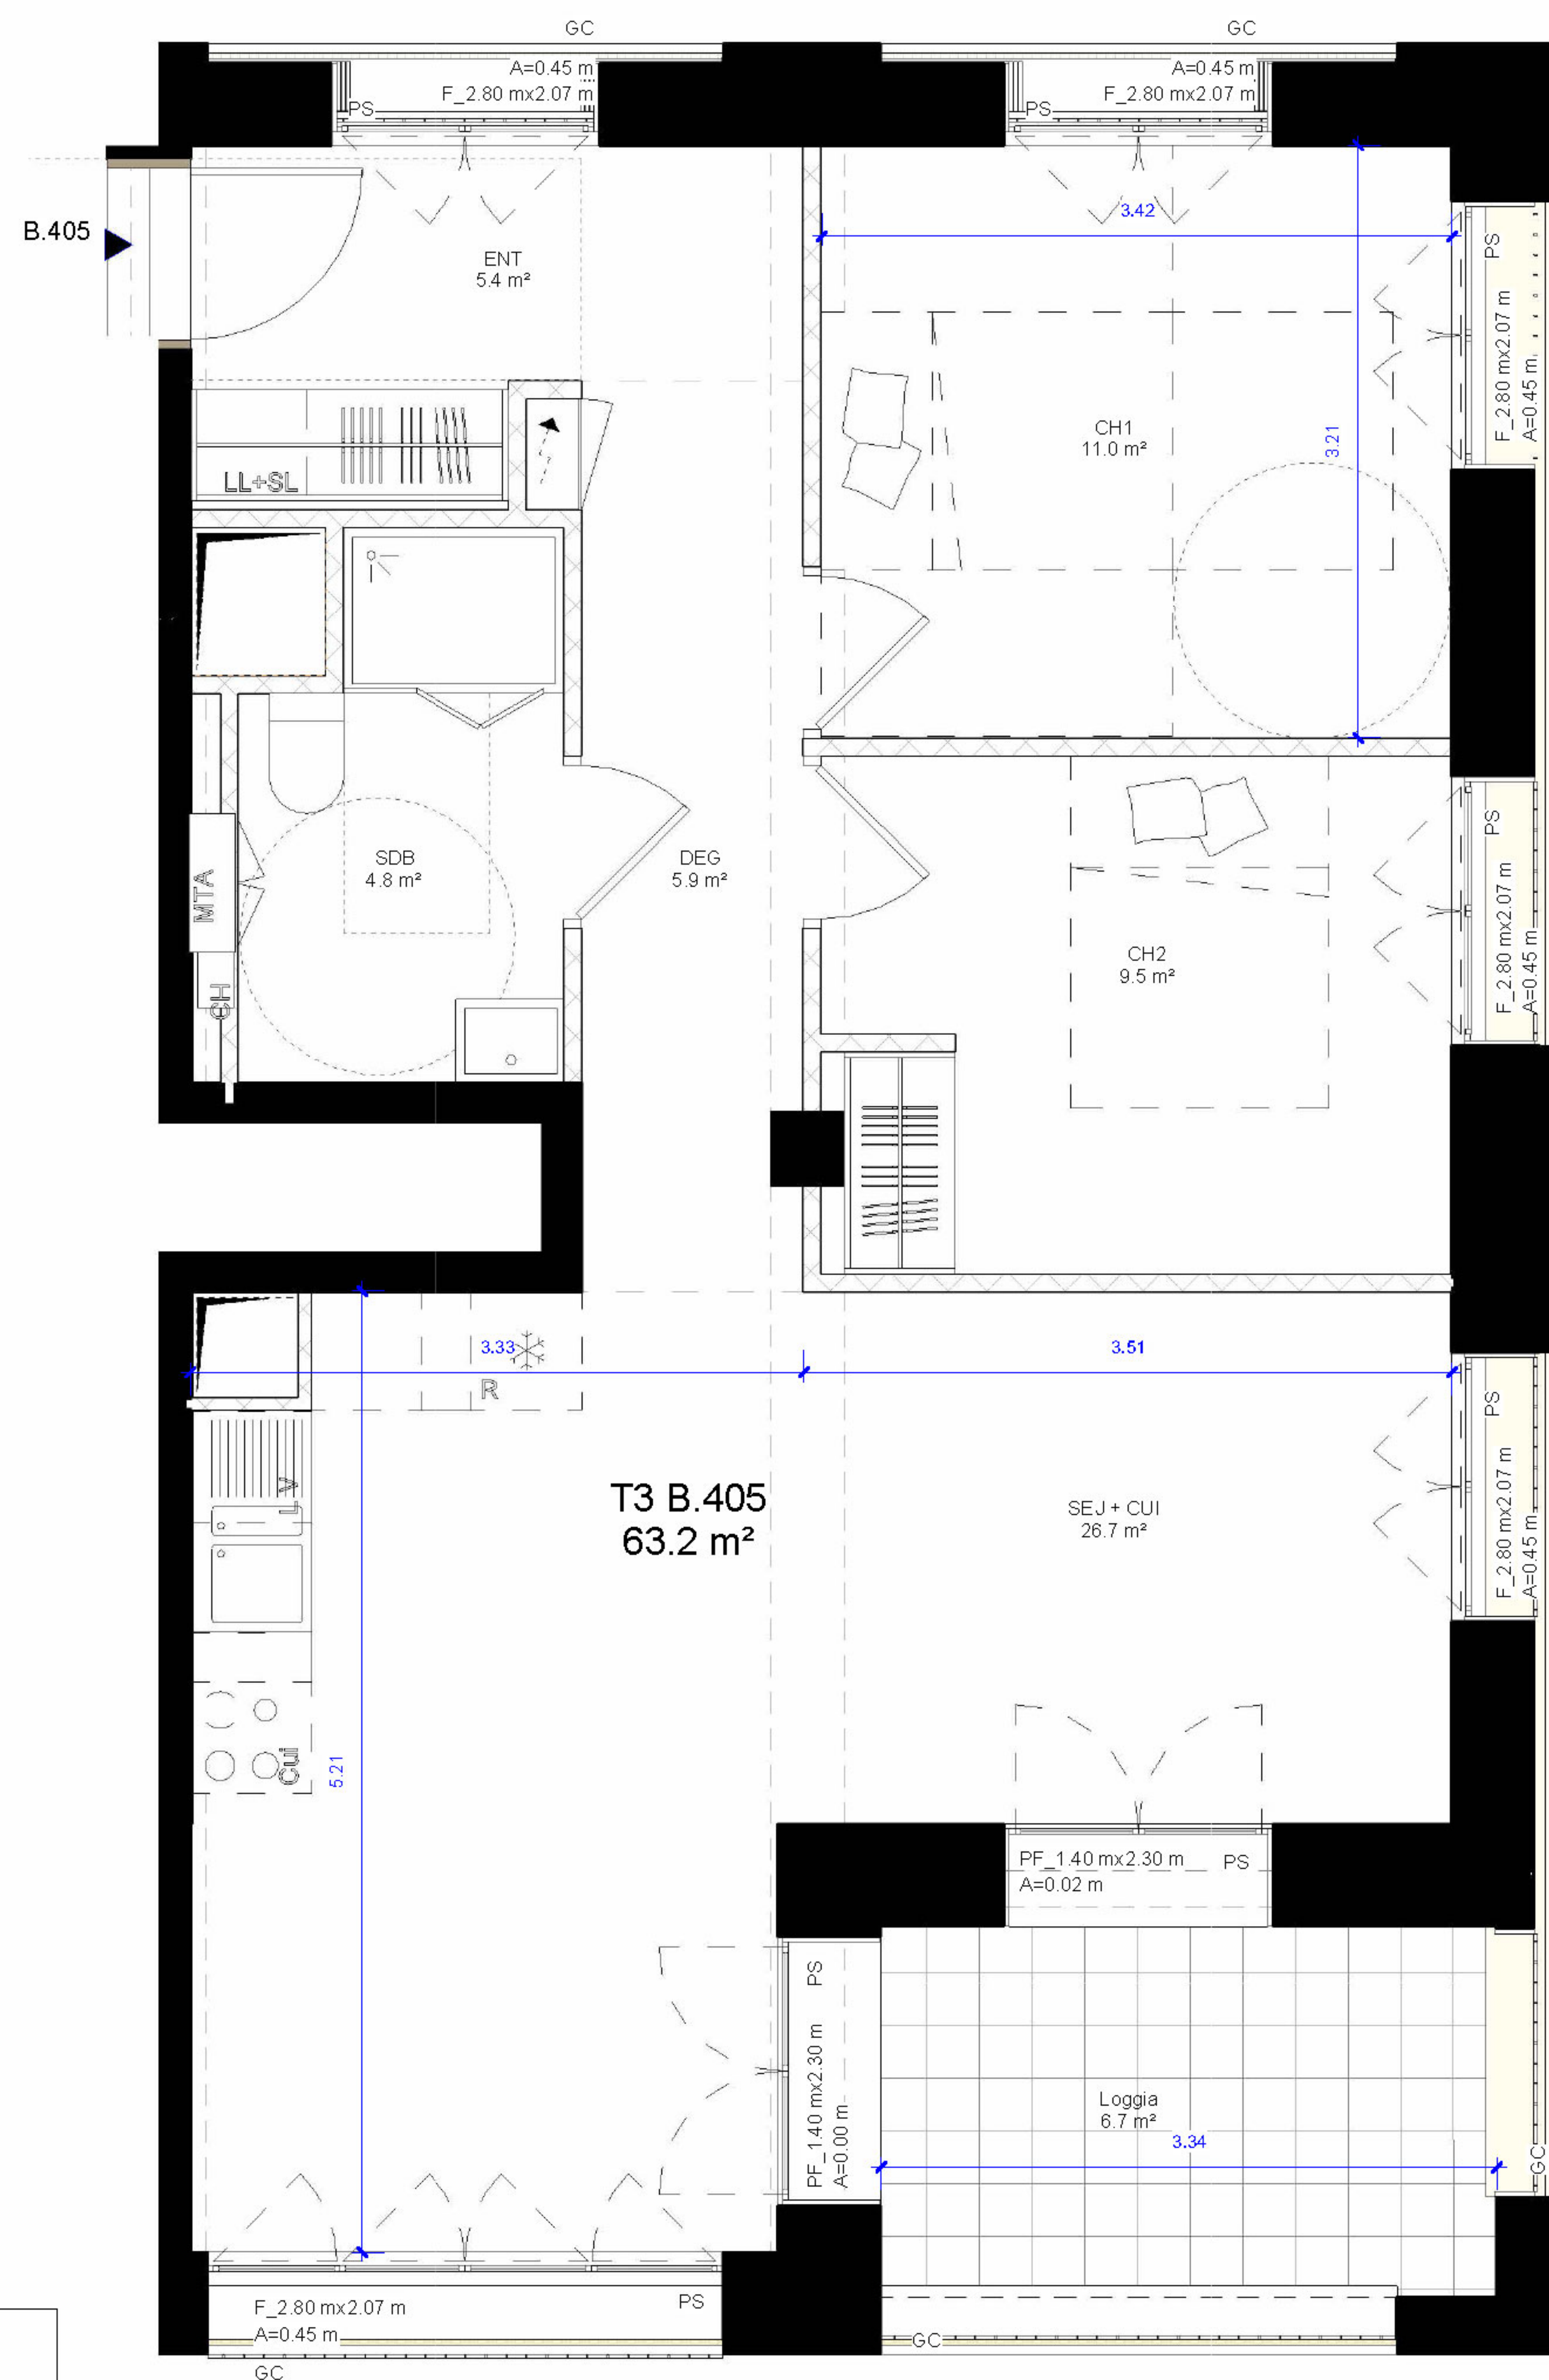 GC
GC
A=0.45 m
F_2.80 mx2.07 m
PS
A=0.45 m
F_2.80 mx2.07 m
PS
B.405
ENT
5.4 m²
3.42
PS
F_2.80 mx2.07 m
A=0.45 m
CH1
11.0 m²
3.21
LL+SL
SDB
4.8 m²
MTA
CH
DEG
5.9 m²
PS
F_2.80 mx2.07 m
A=0.45 m
CH2
9.5 m²
3.33
R
3.51
PS
F_2.80 mx2.07 m
A=0.45 m
LV
T3 B.405
63.2 m²
SEJ + CUI
26.7 m²
Cui
5.21
PF_1.40 mx2.30 m
PS
A=0.02 m
PS
PF_1.40 mx2.30 m
A=0.00 m
Loggia
6.7 m²
3.34
GC
F_2.80 mx2.07 m
PS
A=0.45 m
GC
GC